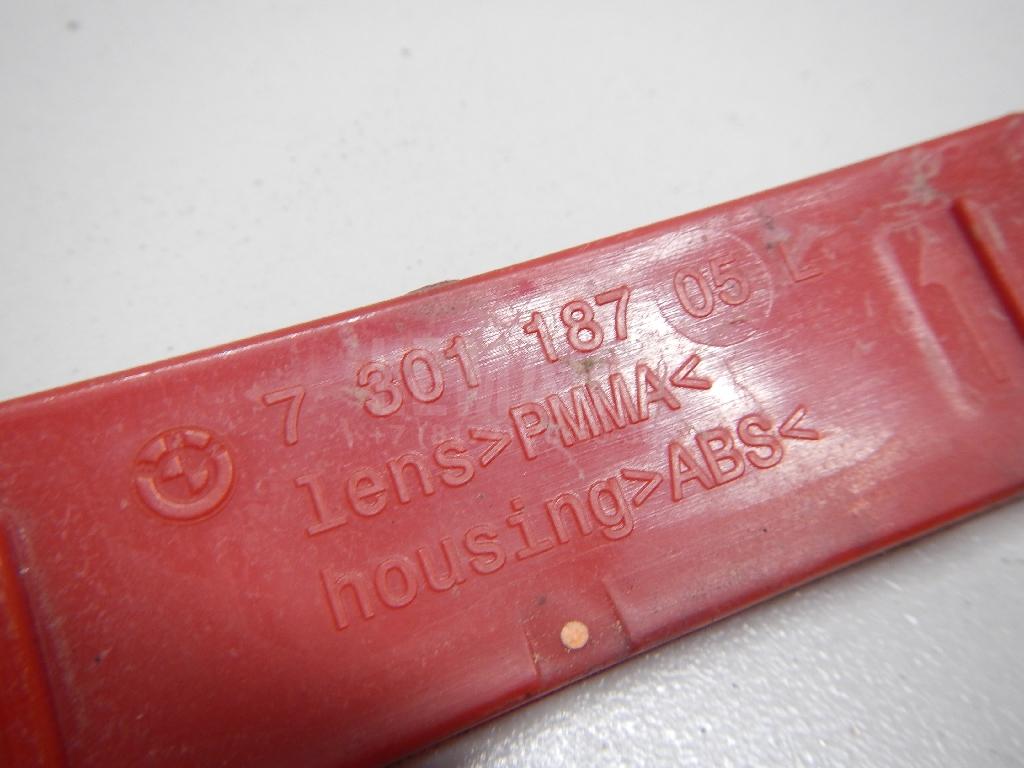 7 301 187 05 L
lens>PMMA<
housing>ABS<